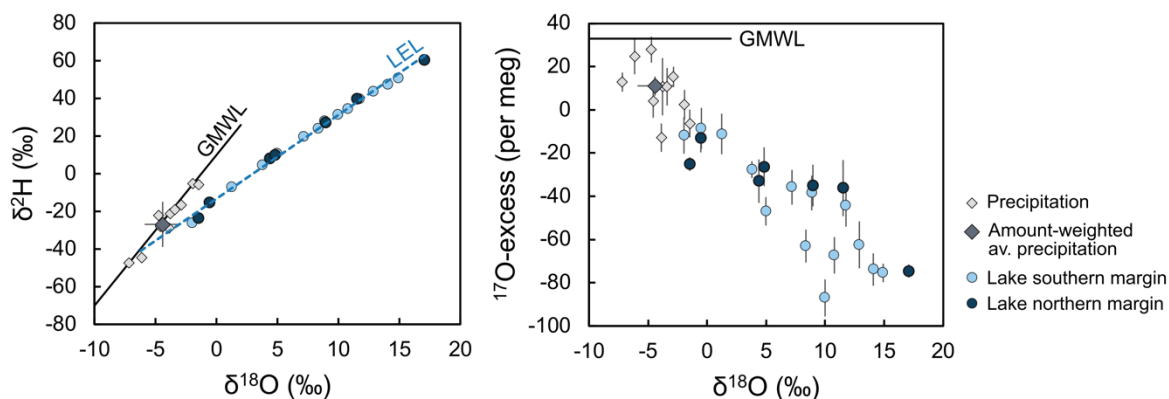 80
60
40
20
0
-20
-40
-60
-80
δ²H (‰)
GMWL
LEL
-10 -5 0 5 10 15 20
δ¹⁸O (‰)
40
20
0
-20
-40
-60
-80
-100
¹⁷O-excess (per meg)
GMWL
-10 -5 0 5 10 15 20
δ¹⁸O (‰)
Precipitation
Amount-weighted
av. precipitation
Lake southern margin
Lake northern margin